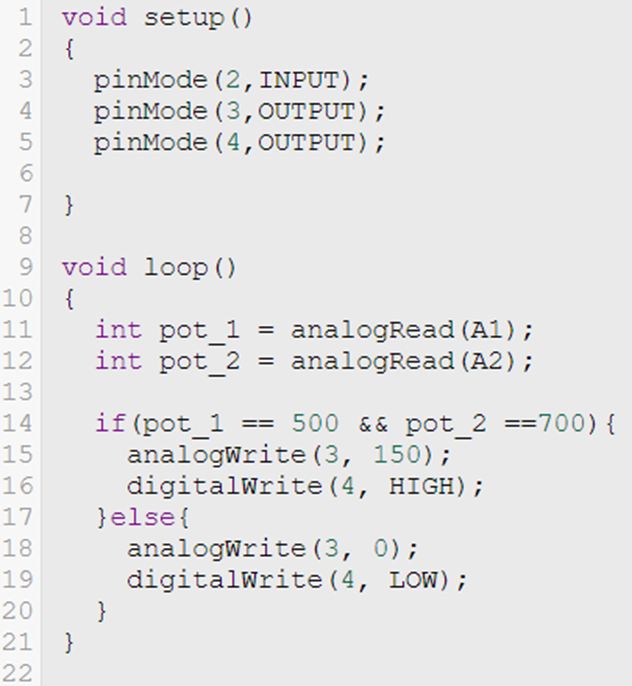 1 void setup()
2 {
3   pinMode(2,INPUT);
4   pinMode(3,OUTPUT);
5   pinMode(4,OUTPUT);
6
7 }
8
9 void loop()
10 {
11   int pot_1 = analogRead(A1);
12   int pot_2 = analogRead(A2);
13
14   if(pot_1 == 500 && pot_2 ==700){
15     analogWrite(3, 150);
16     digitalWrite(4, HIGH);
17   }else{
18     analogWrite(3, 0);
19     digitalWrite(4, LOW);
20   }
21 }
22